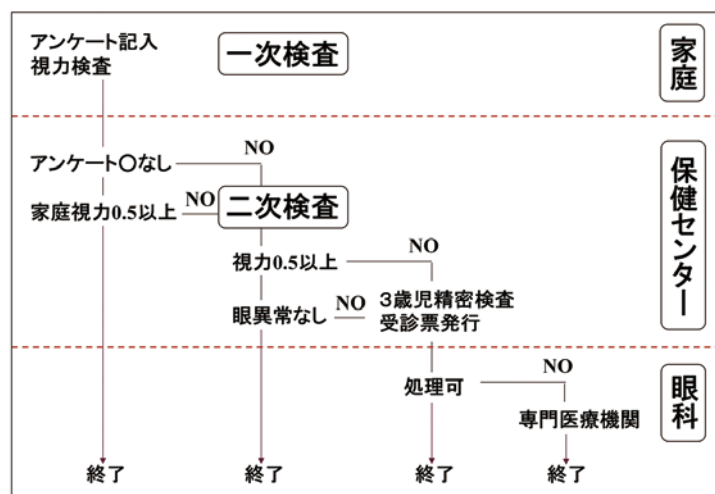 アンケート記入
視力検査
一次検査
家庭
アンケート〇なし
NO
家庭視力0.5以上
NO
二次検査
保健センター
視力0.5以上
NO
眼異常なし
NO
3歳児精密検査
受診票発行
処理可
NO
眼科
専門医療機関
終了
終了
終了
終了